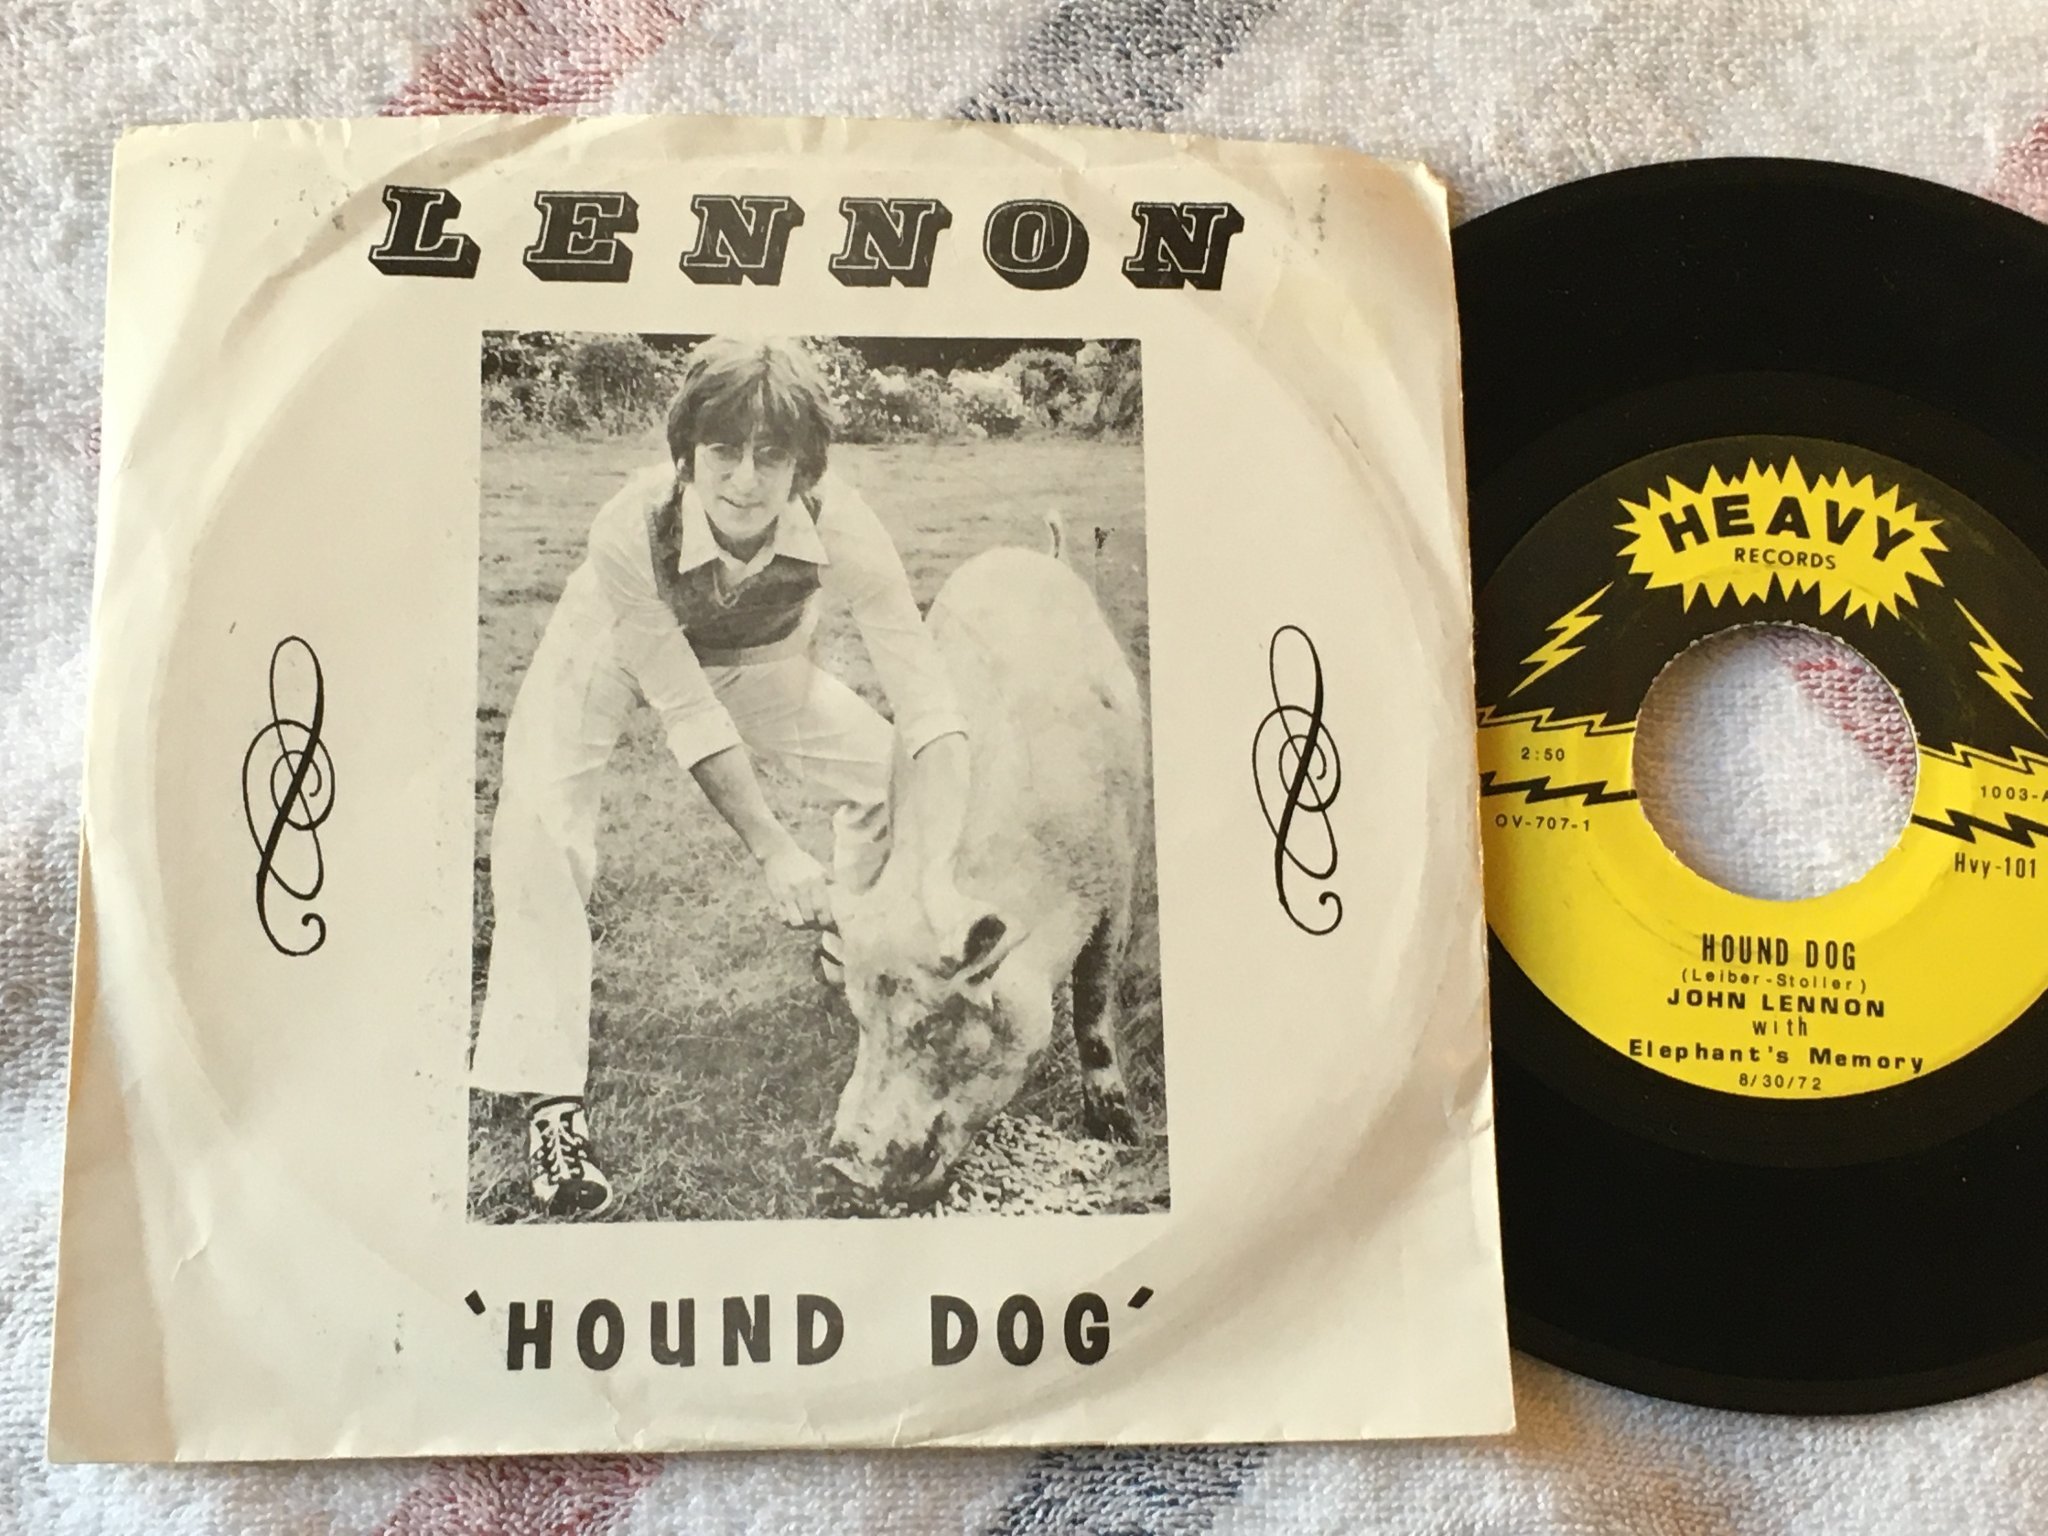 LENNON
'HOUND DOG'
HEAVY
RECORDS
2:50
OV-707-1
1003-A
Hvy-101
HOUND DOG
(Leiber-Stoller)
JOHN LENNON
with
Elephant's Memory
8/30/72